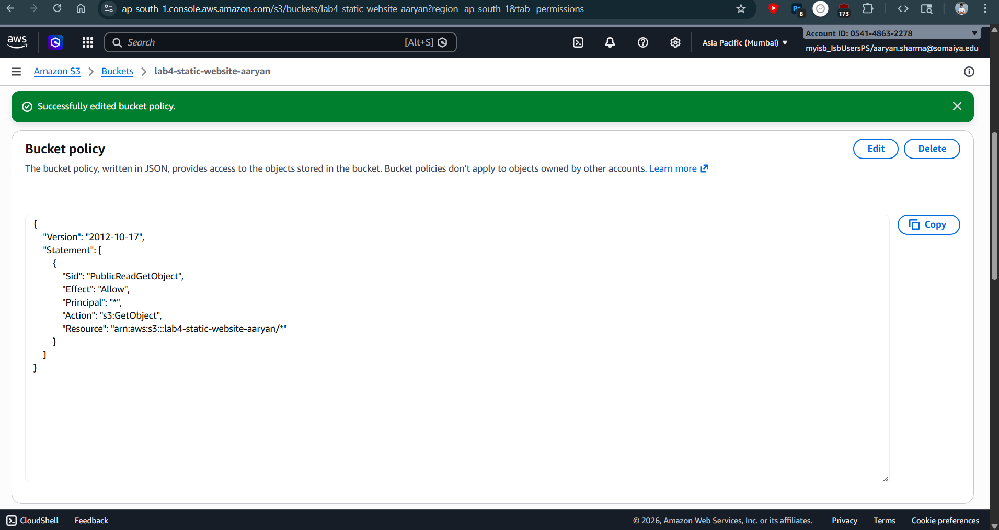 ap-south-1.console.aws.amazon.com/s3/buckets/lab4-static-website-aaryan?region=ap-south-1&tab=permissions
8
173
aws
Search
[Alt+S]
Asia Pacific (Mumbai)
Account ID: 0541-4863-2278
myisb_IsbUsersPS/aaryan.sharma@somaiya.edu
Amazon S3 > Buckets > lab4-static-website-aaryan
Successfully edited bucket policy.
Bucket policy
Edit
Delete
The bucket policy, written in JSON, provides access to the objects stored in the bucket. Bucket policies don't apply to objects owned by other accounts. Learn more
Copy
{
"Version": "2012-10-17",
"Statement": [
{
"Sid": "PublicReadGetObject",
"Effect": "Allow",
"Principal": "*",
"Action": "s3:GetObject",
"Resource": "arn:aws:s3:::lab4-static-website-aaryan/*"
}
]
}
CloudShell
Feedback
© 2026, Amazon Web Services, Inc. or its affiliates.
Privacy
Terms
Cookie preferences